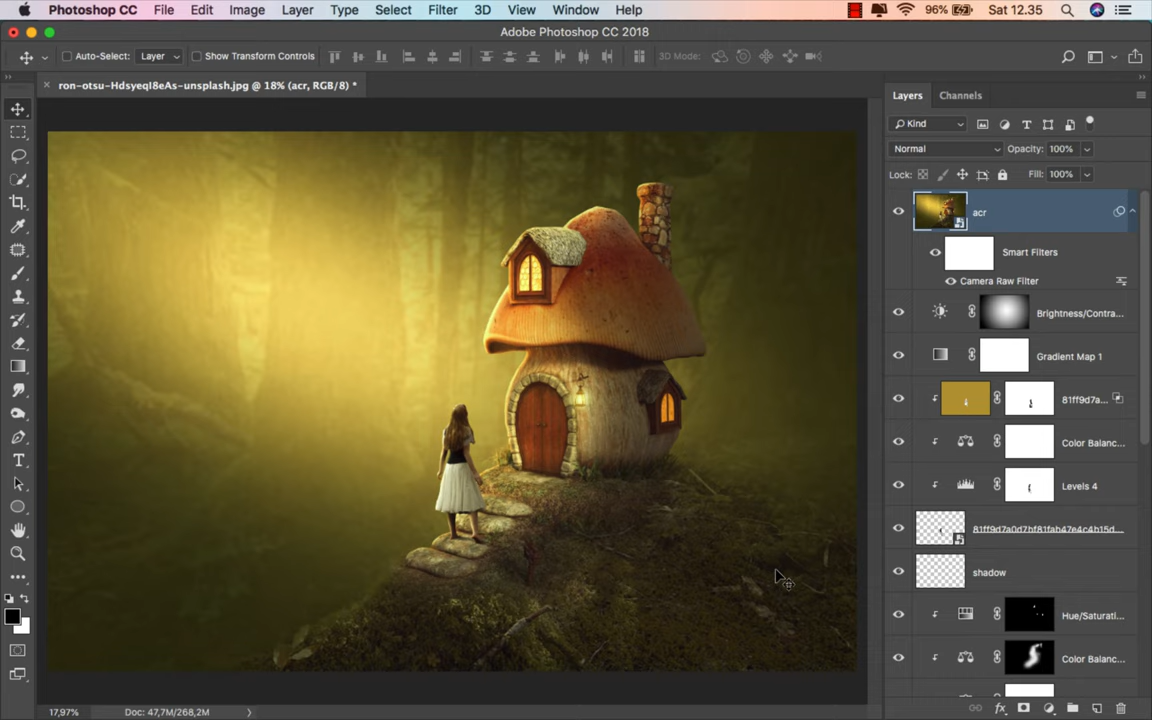 Photoshop CC File Edit Image Layer Type Select Filter 3D View Window Help 96% Sat 12.35
Adobe Photoshop CC 2018
Auto-Select: Layer Show Transform Controls 3D Mode:
ron-otsu-HdsyeqI8eAs-unsplash.jpg @ 18% (acr, RGB/8) *
Layers Channels
Kind
Normal Opacity: 100%
Lock: Fill: 100%
acr
Smart Filters
Camera Raw Filter
Brightness/Contra...
Gradient Map 1
81ff9d7a...
Color Balanc...
Levels 4
81ff9d7a0d7bf81fab47e4c4b15d...
shadow
Hue/Saturati...
Color Balanc...
17,97% Doc: 47,7M/268,2M